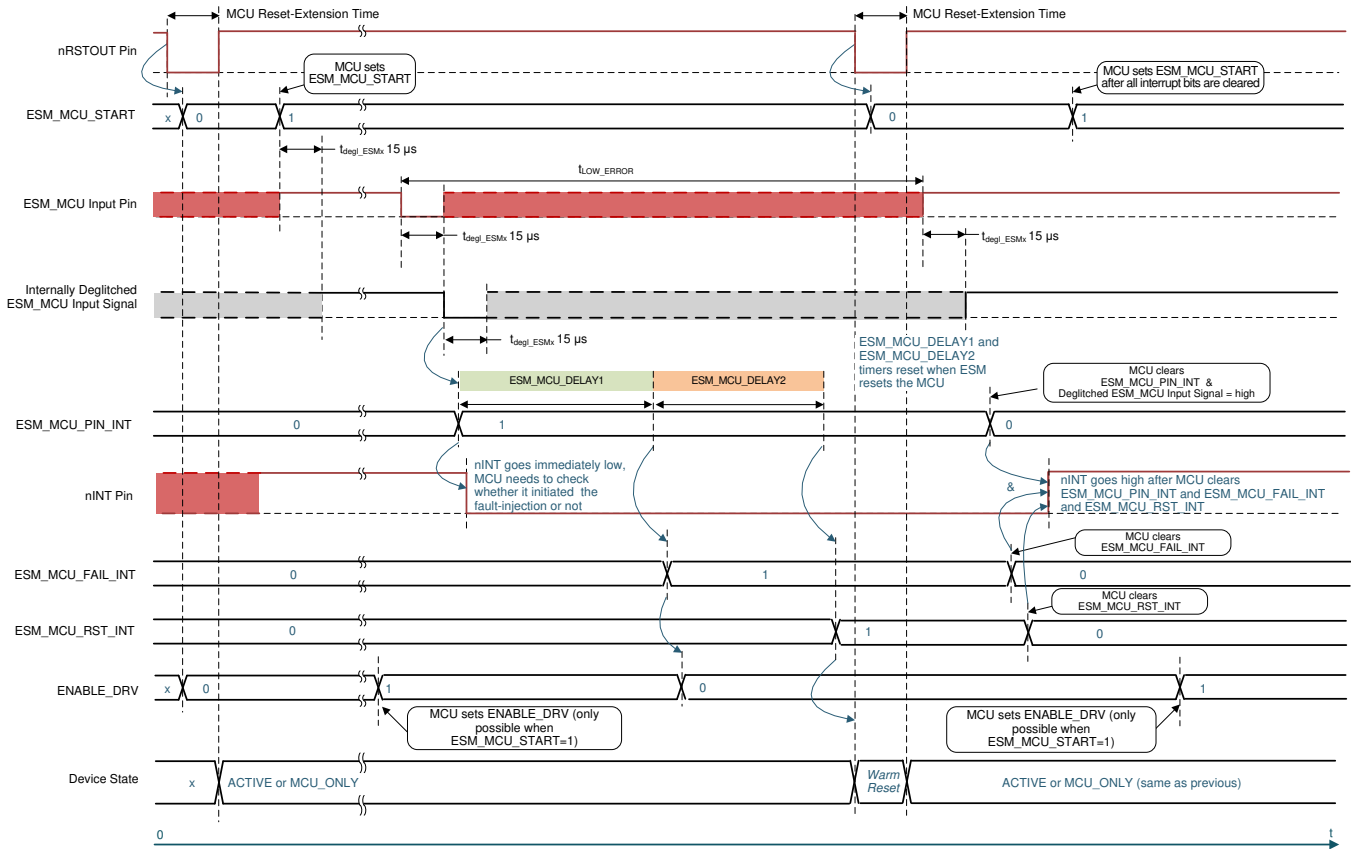 MCU Reset-Extension Time
MCU Reset-Extension Time
nRSTOUT Pin
MCU sets
ESM_MCU_START
MCU sets ESM_MCU_START
after all interrupt bits are cleared
ESM_MCU_START
x
0
1
0
1
tdegl_ESMx 15 µs
tLOW_ERROR
ESM_MCU Input Pin
tdegl_ESMx 15 µs
tdegl_ESMx 15 µs
Internally Deglitched
ESM_MCU Input Signal
tdegl_ESMx 15 µs
ESM_MCU_DELAY1 and
ESM_MCU_DELAY2
timers reset when ESM
resets the MCU
ESM_MCU_DELAY1
ESM_MCU_DELAY2
MCU clears
ESM_MCU_PIN_INT &
Deglitched ESM_MCU Input Signal = high
ESM_MCU_PIN_INT
0
1
0
nINT Pin
nINT goes immediately low,
MCU needs to check
whether it initiated the
fault-injection or not
&
nINT goes high after MCU clears
ESM_MCU_PIN_INT and ESM_MCU_FAIL_INT
and ESM_MCU_RST_INT
MCU clears
ESM_MCU_FAIL_INT
ESM_MCU_FAIL_INT
0
1
0
MCU clears
ESM_MCU_RST_INT
ESM_MCU_RST_INT
0
1
0
ENABLE_DRV
x
0
1
0
1
MCU sets ENABLE_DRV (only
possible when
ESM_MCU_START=1)
MCU sets ENABLE_DRV (only
possible when
ESM_MCU_START=1)
Device State
x
ACTIVE or MCU_ONLY
Warm
Reset
ACTIVE or MCU_ONLY (same as previous)
0
t